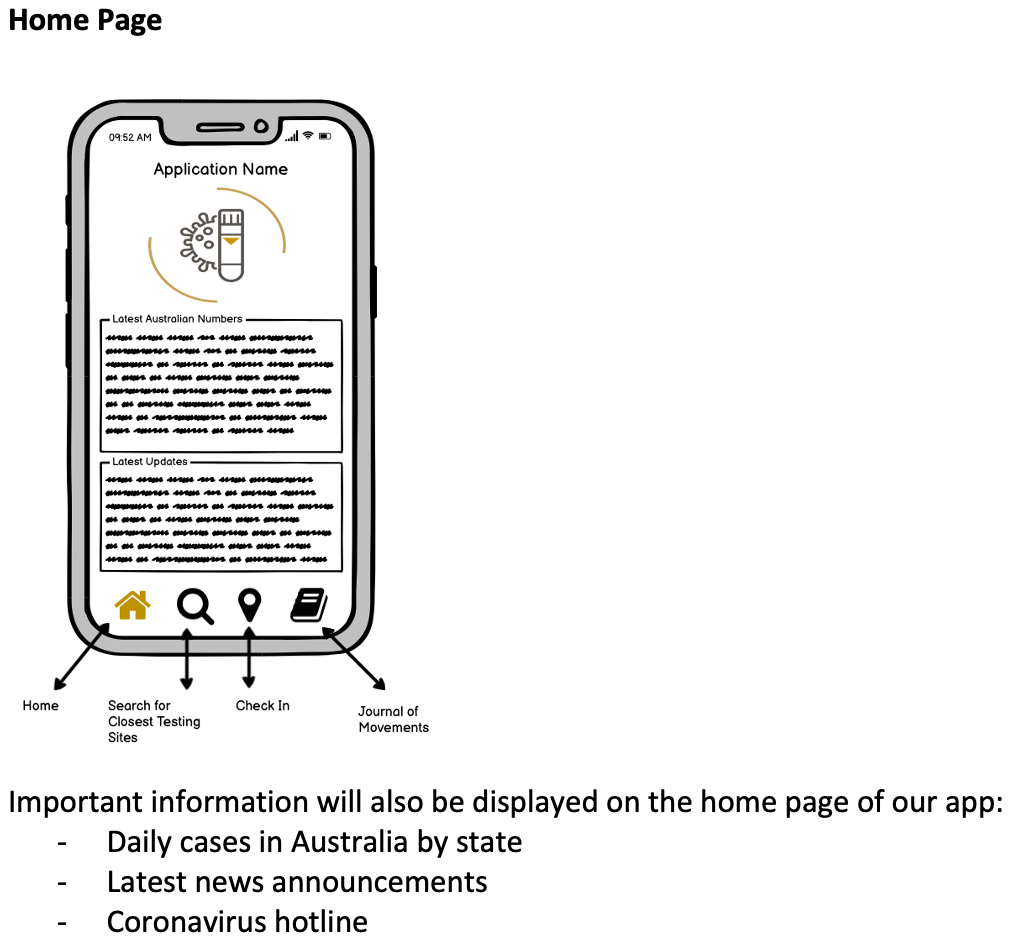 Home Page
09:52 AM
Application Name
Latest Australian Numbers
Latest Updates
Home
Search for
Closest Testing
Sites
Check In
Journal of
Movements
Important information will also be displayed on the home page of our app:
- Daily cases in Australia by state
- Latest news announcements
- Coronavirus hotline